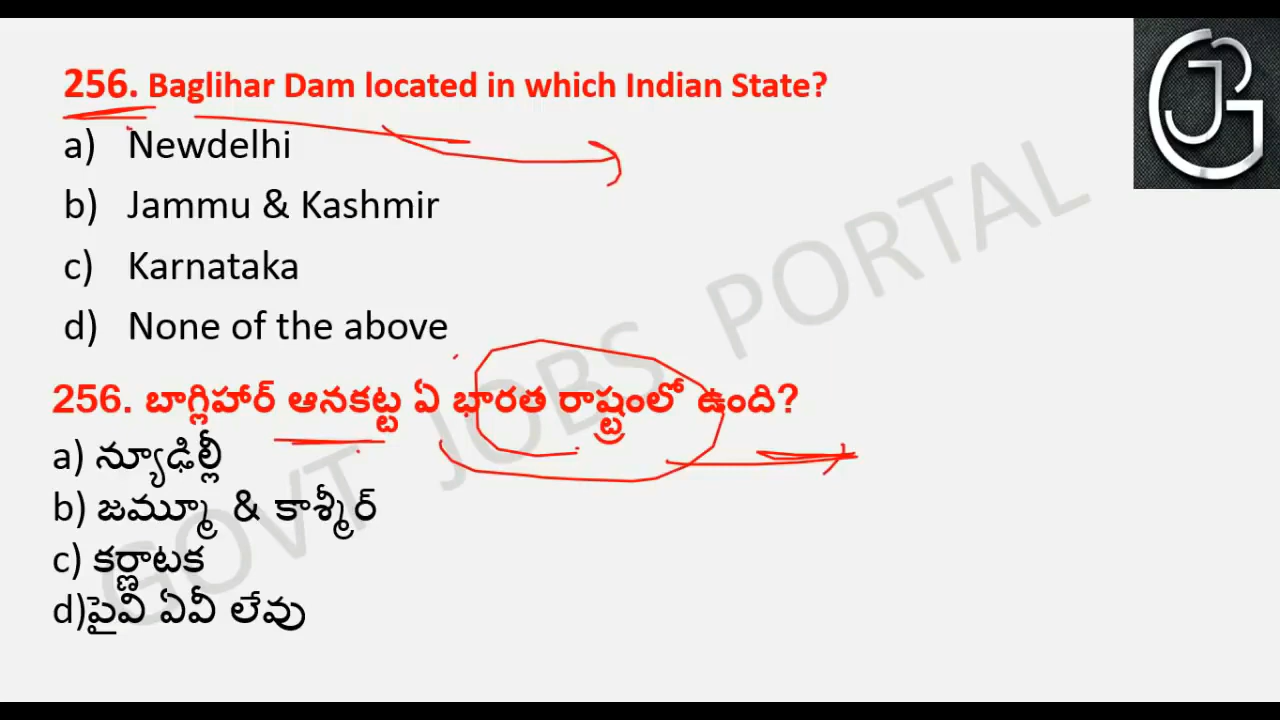 256. Baglihar Dam located in which Indian State?
a) Newdelhi
b) Jammu & Kashmir
c) Karnataka
d) None of the above
256. బాగ్లిహార్ ఆనకట్ట ఏ భారత రాష్ట్రంలో ఉంది?
a) న్యూఢిల్లీ
b) జమ్మూ & కాశ్మీర్
c) కర్ణాటక
d)పైవి ఏవీ లేవు
GOVT JOBS PORTAL
GJ